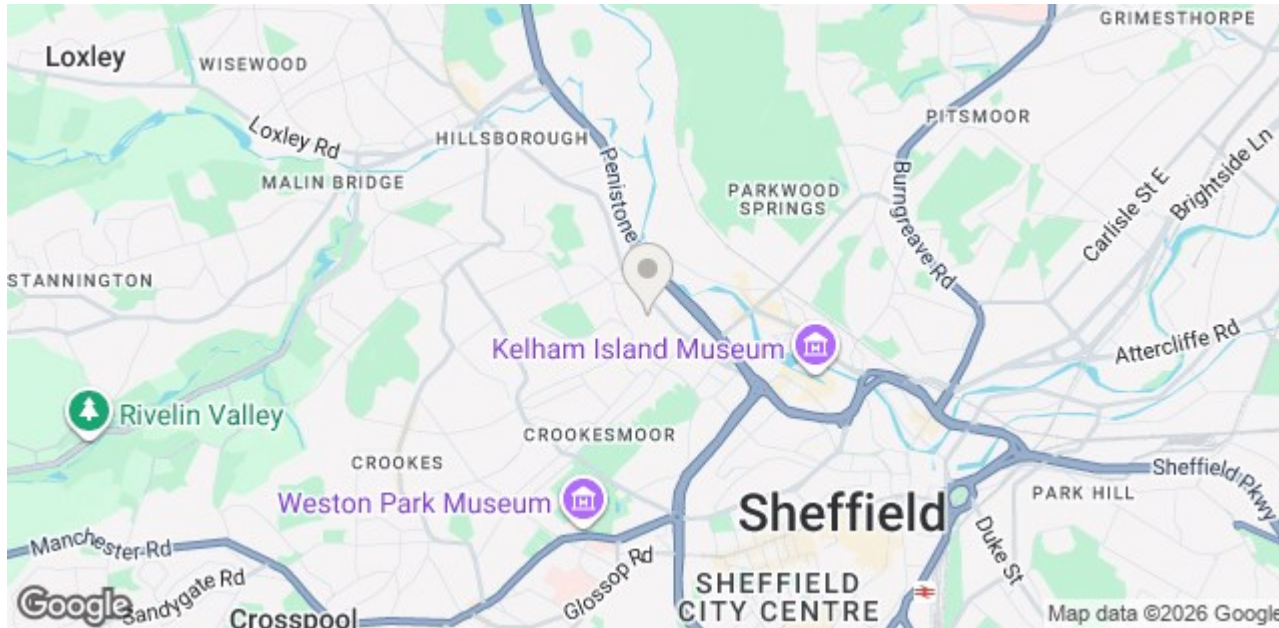 GRIMESTHORPE
Loxley
WISEWOOD
PITSMOOR
Loxley Rd
HILLSBOROUGH
Penistone
Brightside Ln
MALIN BRIDGE
PARKWOOD
SPRINGS
Burngreave Rd
Carlisle St E
STANNINGTON
Kelham Island Museum
Attercliffe Rd
Rivelin Valley
CROOKESMOOR
CROOKES
Sheffield Pkwy
Weston Park Museum
Sheffield
PARK HILL
Manchester Rd
Duke St
Sandygate Rd
Glossop Rd
SHEFFIELD
CITY CENTRE
Google
Crosspool
Map data ©2026 Google